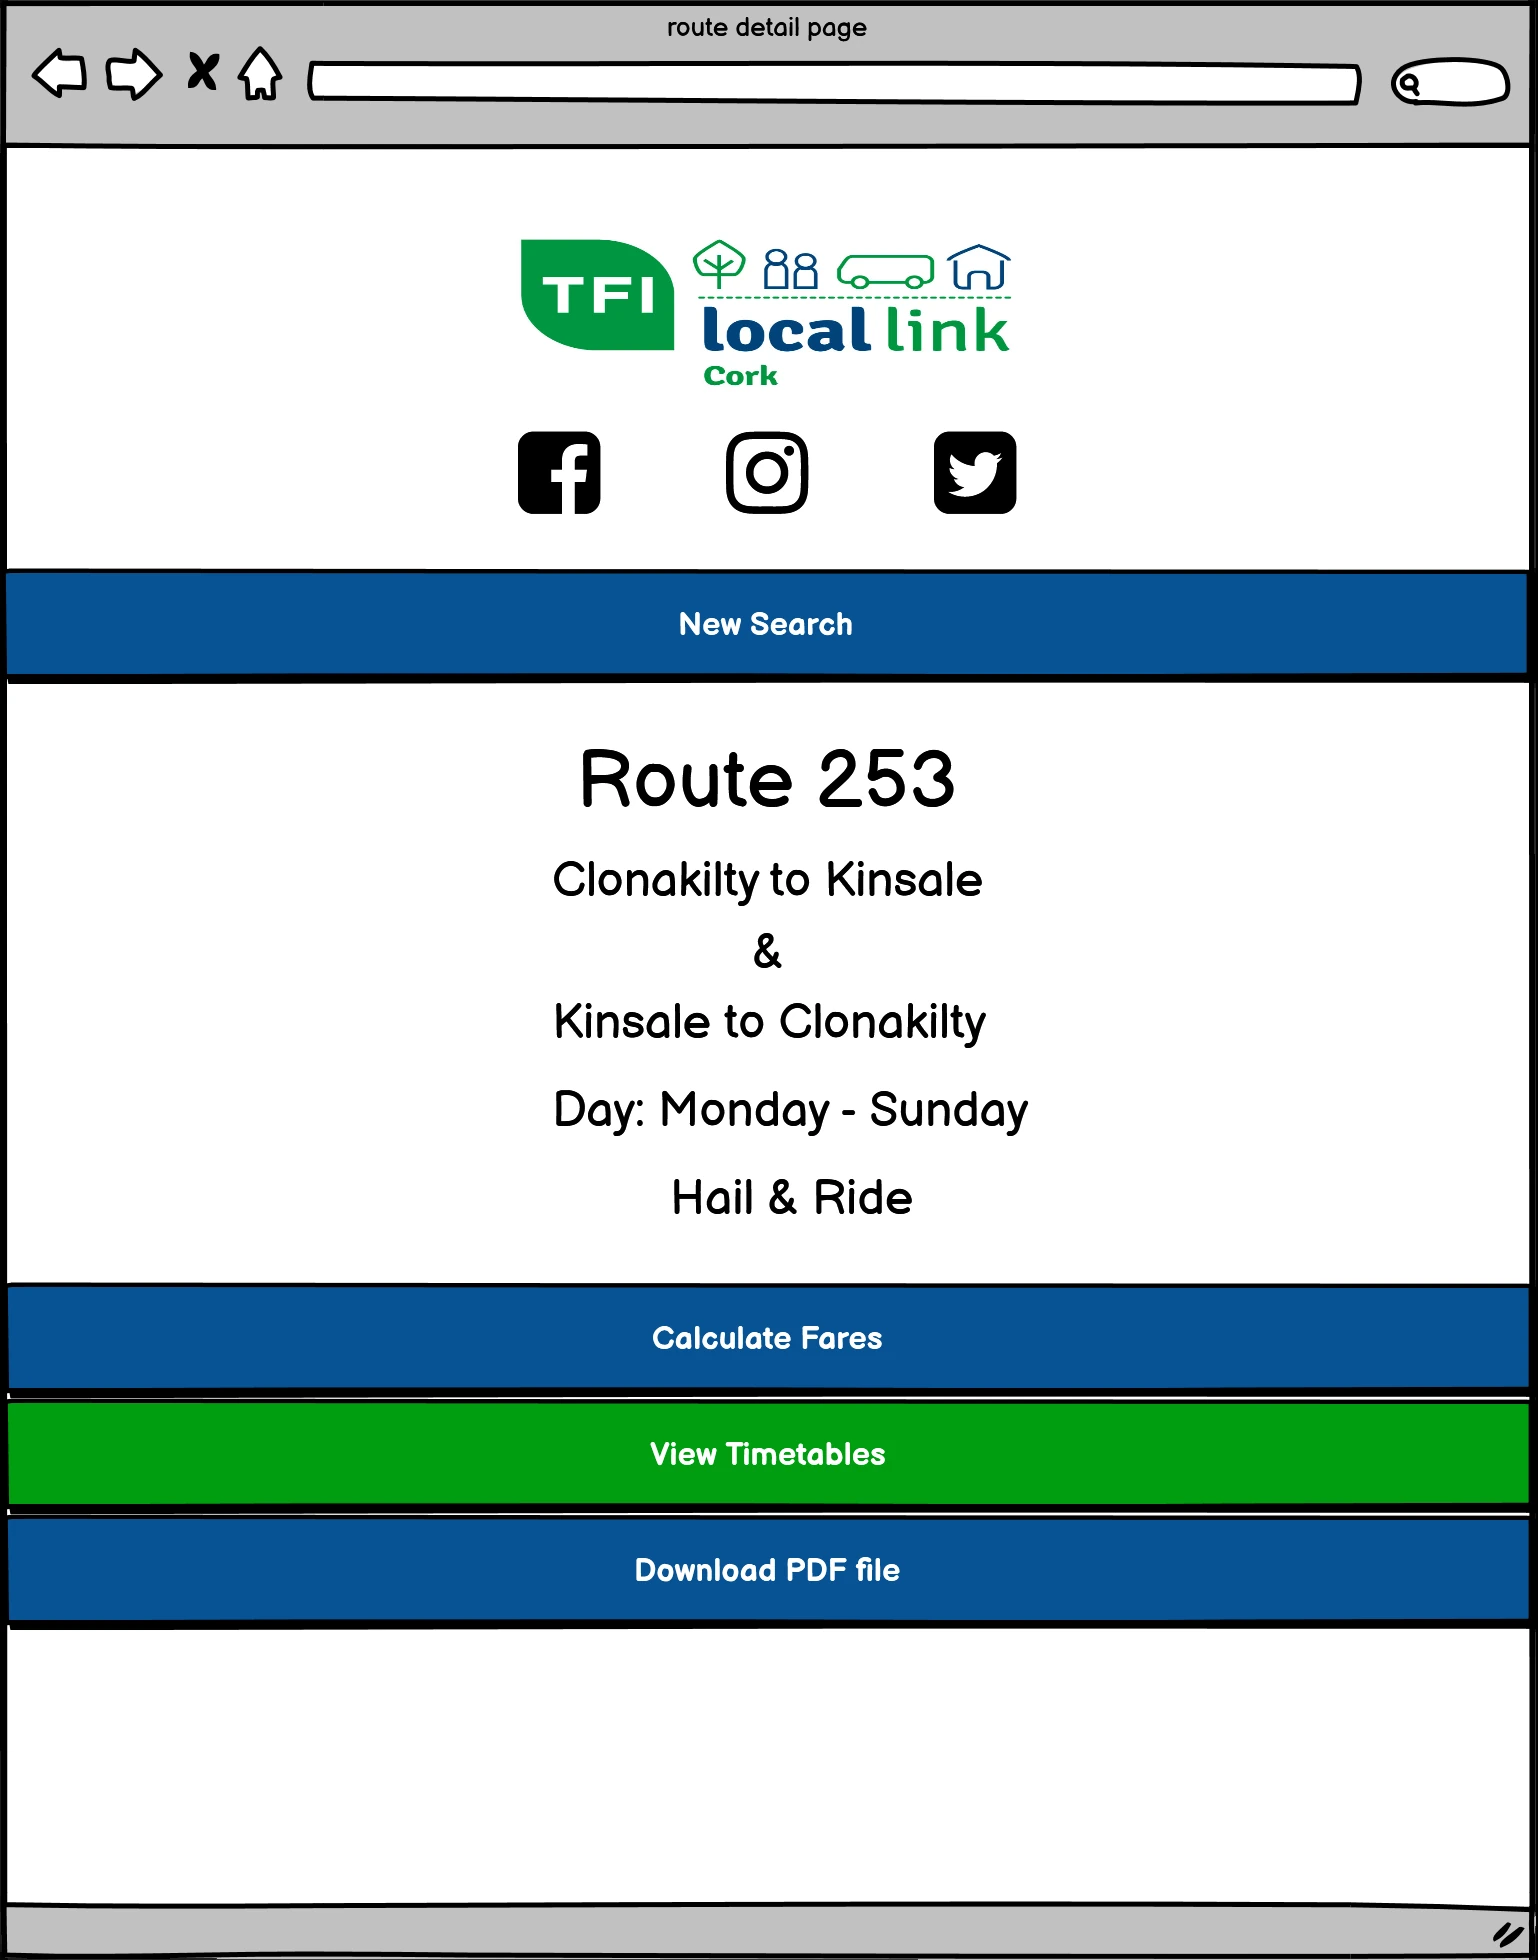 route detail page
TFI
local link
Cork
New Search
Route 253
Clonakilty to Kinsale
&
Kinsale to Clonakilty
Day: Monday - Sunday
Hail & Ride
Calculate Fares
View Timetables
Download PDF file